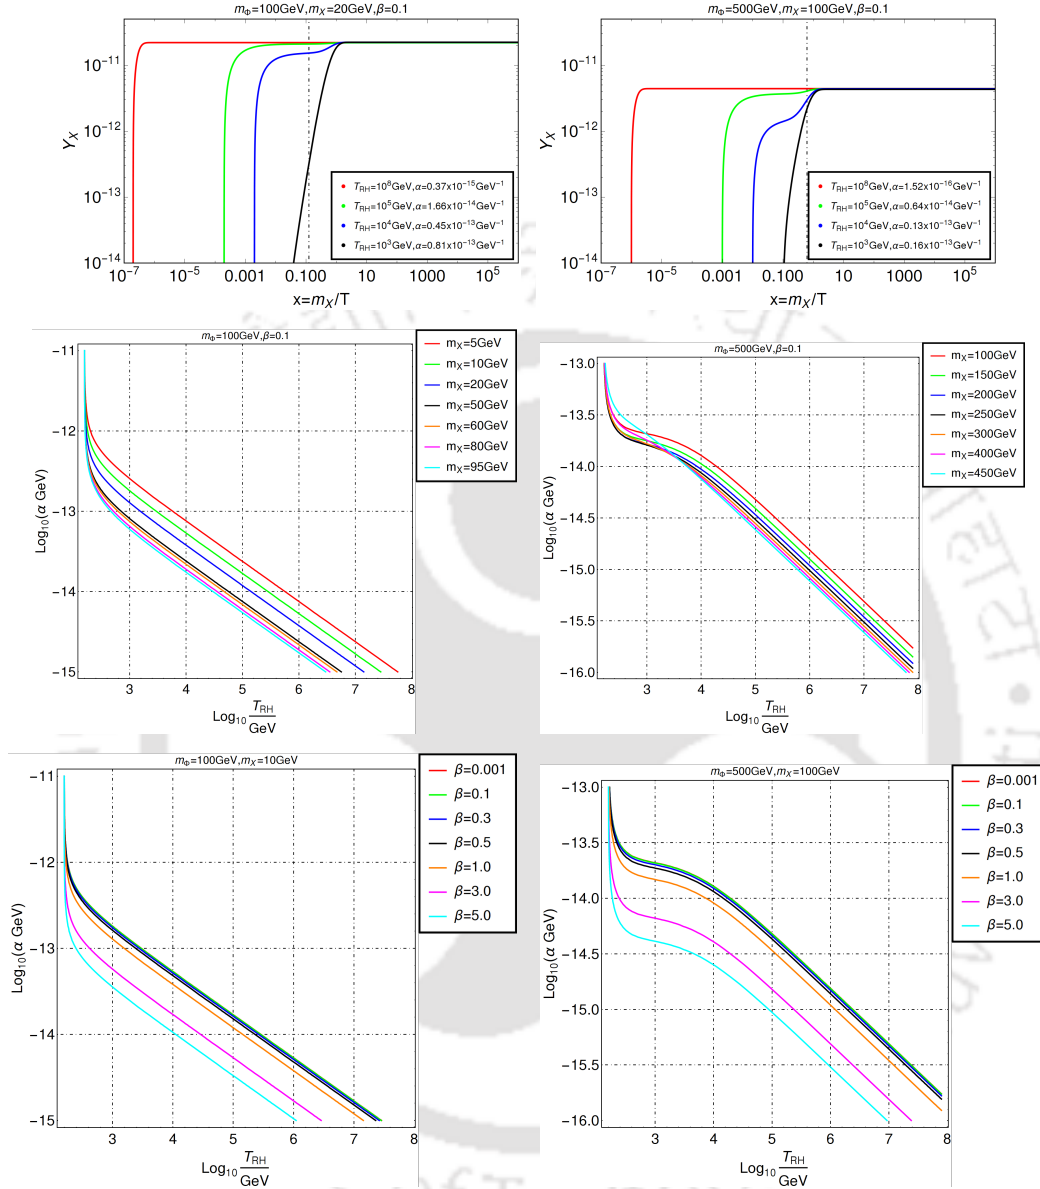 m_Φ=100GeV,m_X=20GeV,β=0.1
10^-11
10^-12
10^-13
10^-14
Y_X
T_RH=10^8GeV,α=0.37x10^-15GeV^-1
T_RH=10^5GeV,α=1.66x10^-14GeV^-1
T_RH=10^4GeV,α=0.45x10^-13GeV^-1
T_RH=10^3GeV,α=0.81x10^-13GeV^-1
10^-7 10^-5 0.001 0.100 10 1000 10^5
x=m_X/T
m_Φ=500GeV,m_X=100GeV,β=0.1
10^-11
10^-12
10^-13
10^-14
Y_X
T_RH=10^8GeV,α=1.52x10^-16GeV^-1
T_RH=10^5GeV,α=0.64x10^-14GeV^-1
T_RH=10^4GeV,α=0.13x10^-13GeV^-1
T_RH=10^3GeV,α=0.16x10^-13GeV^-1
10^-7 10^-5 0.001 0.100 10 1000 10^5
x=m_X/T
m_Φ=100GeV,β=0.1
-11
-12
-13
-14
-15
Log_10(α GeV)
m_X=5GeV
m_X=10GeV
m_X=20GeV
m_X=50GeV
m_X=60GeV
m_X=80GeV
m_X=95GeV
3 4 5 6 7 8
Log_10 T_RH/GeV
m_Φ=500GeV,β=0.1
-13.0
-13.5
-14.0
-14.5
-15.0
-15.5
-16.0
Log_10(α GeV)
m_X=100GeV
m_X=150GeV
m_X=200GeV
m_X=250GeV
m_X=300GeV
m_X=400GeV
m_X=450GeV
3 4 5 6 7 8
Log_10 T_RH/GeV
m_Φ=100GeV,m_X=10GeV
-11
-12
-13
-14
-15
Log_10(α GeV)
β=0.001
β=0.1
β=0.3
β=0.5
β=1.0
β=3.0
β=5.0
3 4 5 6 7 8
Log_10 T_RH/GeV
m_Φ=500GeV,m_X=100GeV
-13.0
-13.5
-14.0
-14.5
-15.0
-15.5
-16.0
Log_10(α GeV)
β=0.001
β=0.1
β=0.3
β=0.5
β=1.0
β=3.0
β=5.0
3 4 5 6 7 8
Log_10 T_RH/GeV